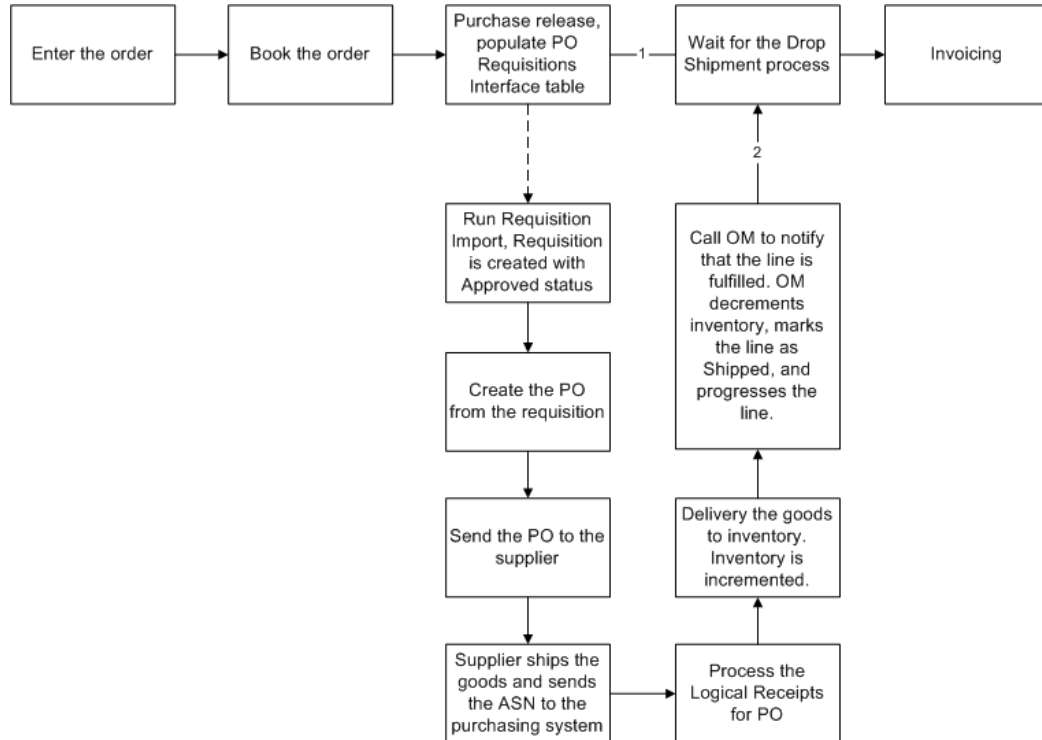 Enter the order
Book the order
Purchase release,
populate PO
Requisitions
Interface table
1
Wait for the Drop
Shipment process
Invoicing
2
Run Requisition
Import, Requisition
is created with
Approved status
Call OM to notify
that the line is
fulfilled. OM
decrements
inventory, marks
the line as
Shipped, and
progresses the
line.
Create the PO
from the requisition
Send the PO to the
supplier
Delivery the goods
to inventory.
Inventory is
incremented.
Supplier ships the
goods and sends
the ASN to the
purchasing system
Process the
Logical Receipts
for PO